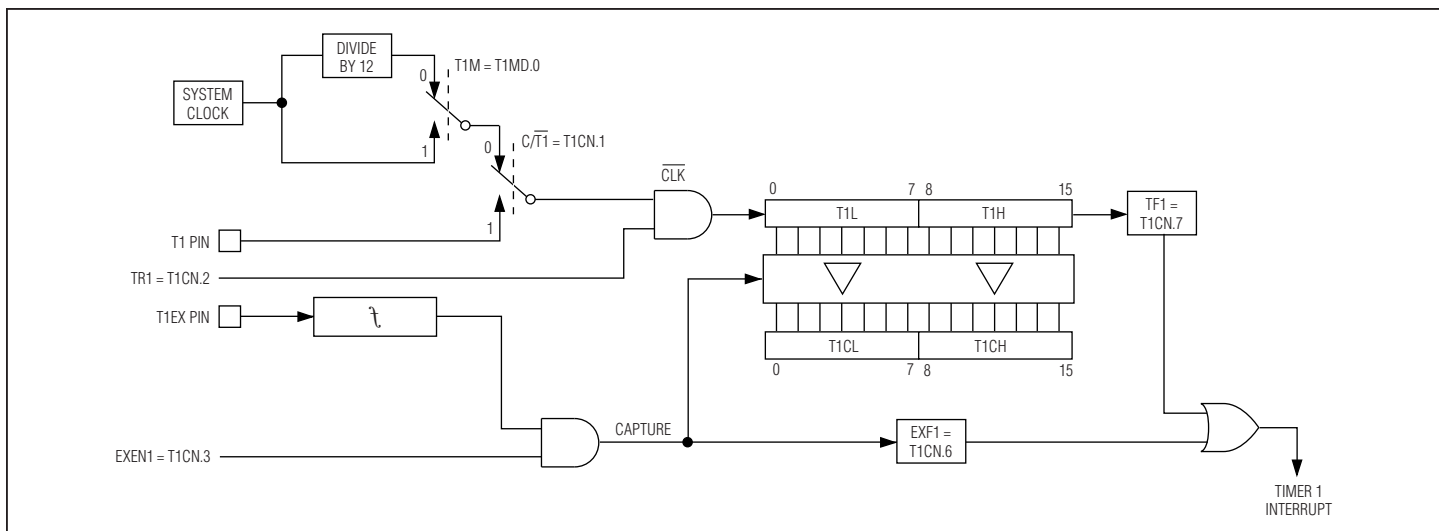 DIVIDE
BY 12
SYSTEM
CLOCK
0
T1M = T1MD.0
1
0
C/T̅1̅ = T1CN.1
1
C̅L̅K̅
T1 PIN
TR1 = T1CN.2
T1EX PIN
EXEN1 = T1CN.3
CAPTURE
0 7 8 15
T1L T1H
T1CL T1CH
0 7 8 15
TF1 =
T1CN.7
EXF1 =
T1CN.6
TIMER 1
INTERRUPT